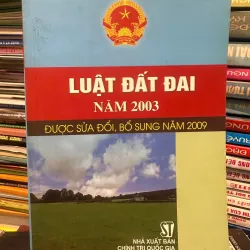 LUẬT ĐẤT ĐAI
NĂM 2003
ĐƯỢC SỬA ĐỔI, BỔ SUNG NĂM 2009
NHÀ XUẤT BẢN
CHÍNH TRỊ QUỐC GIA